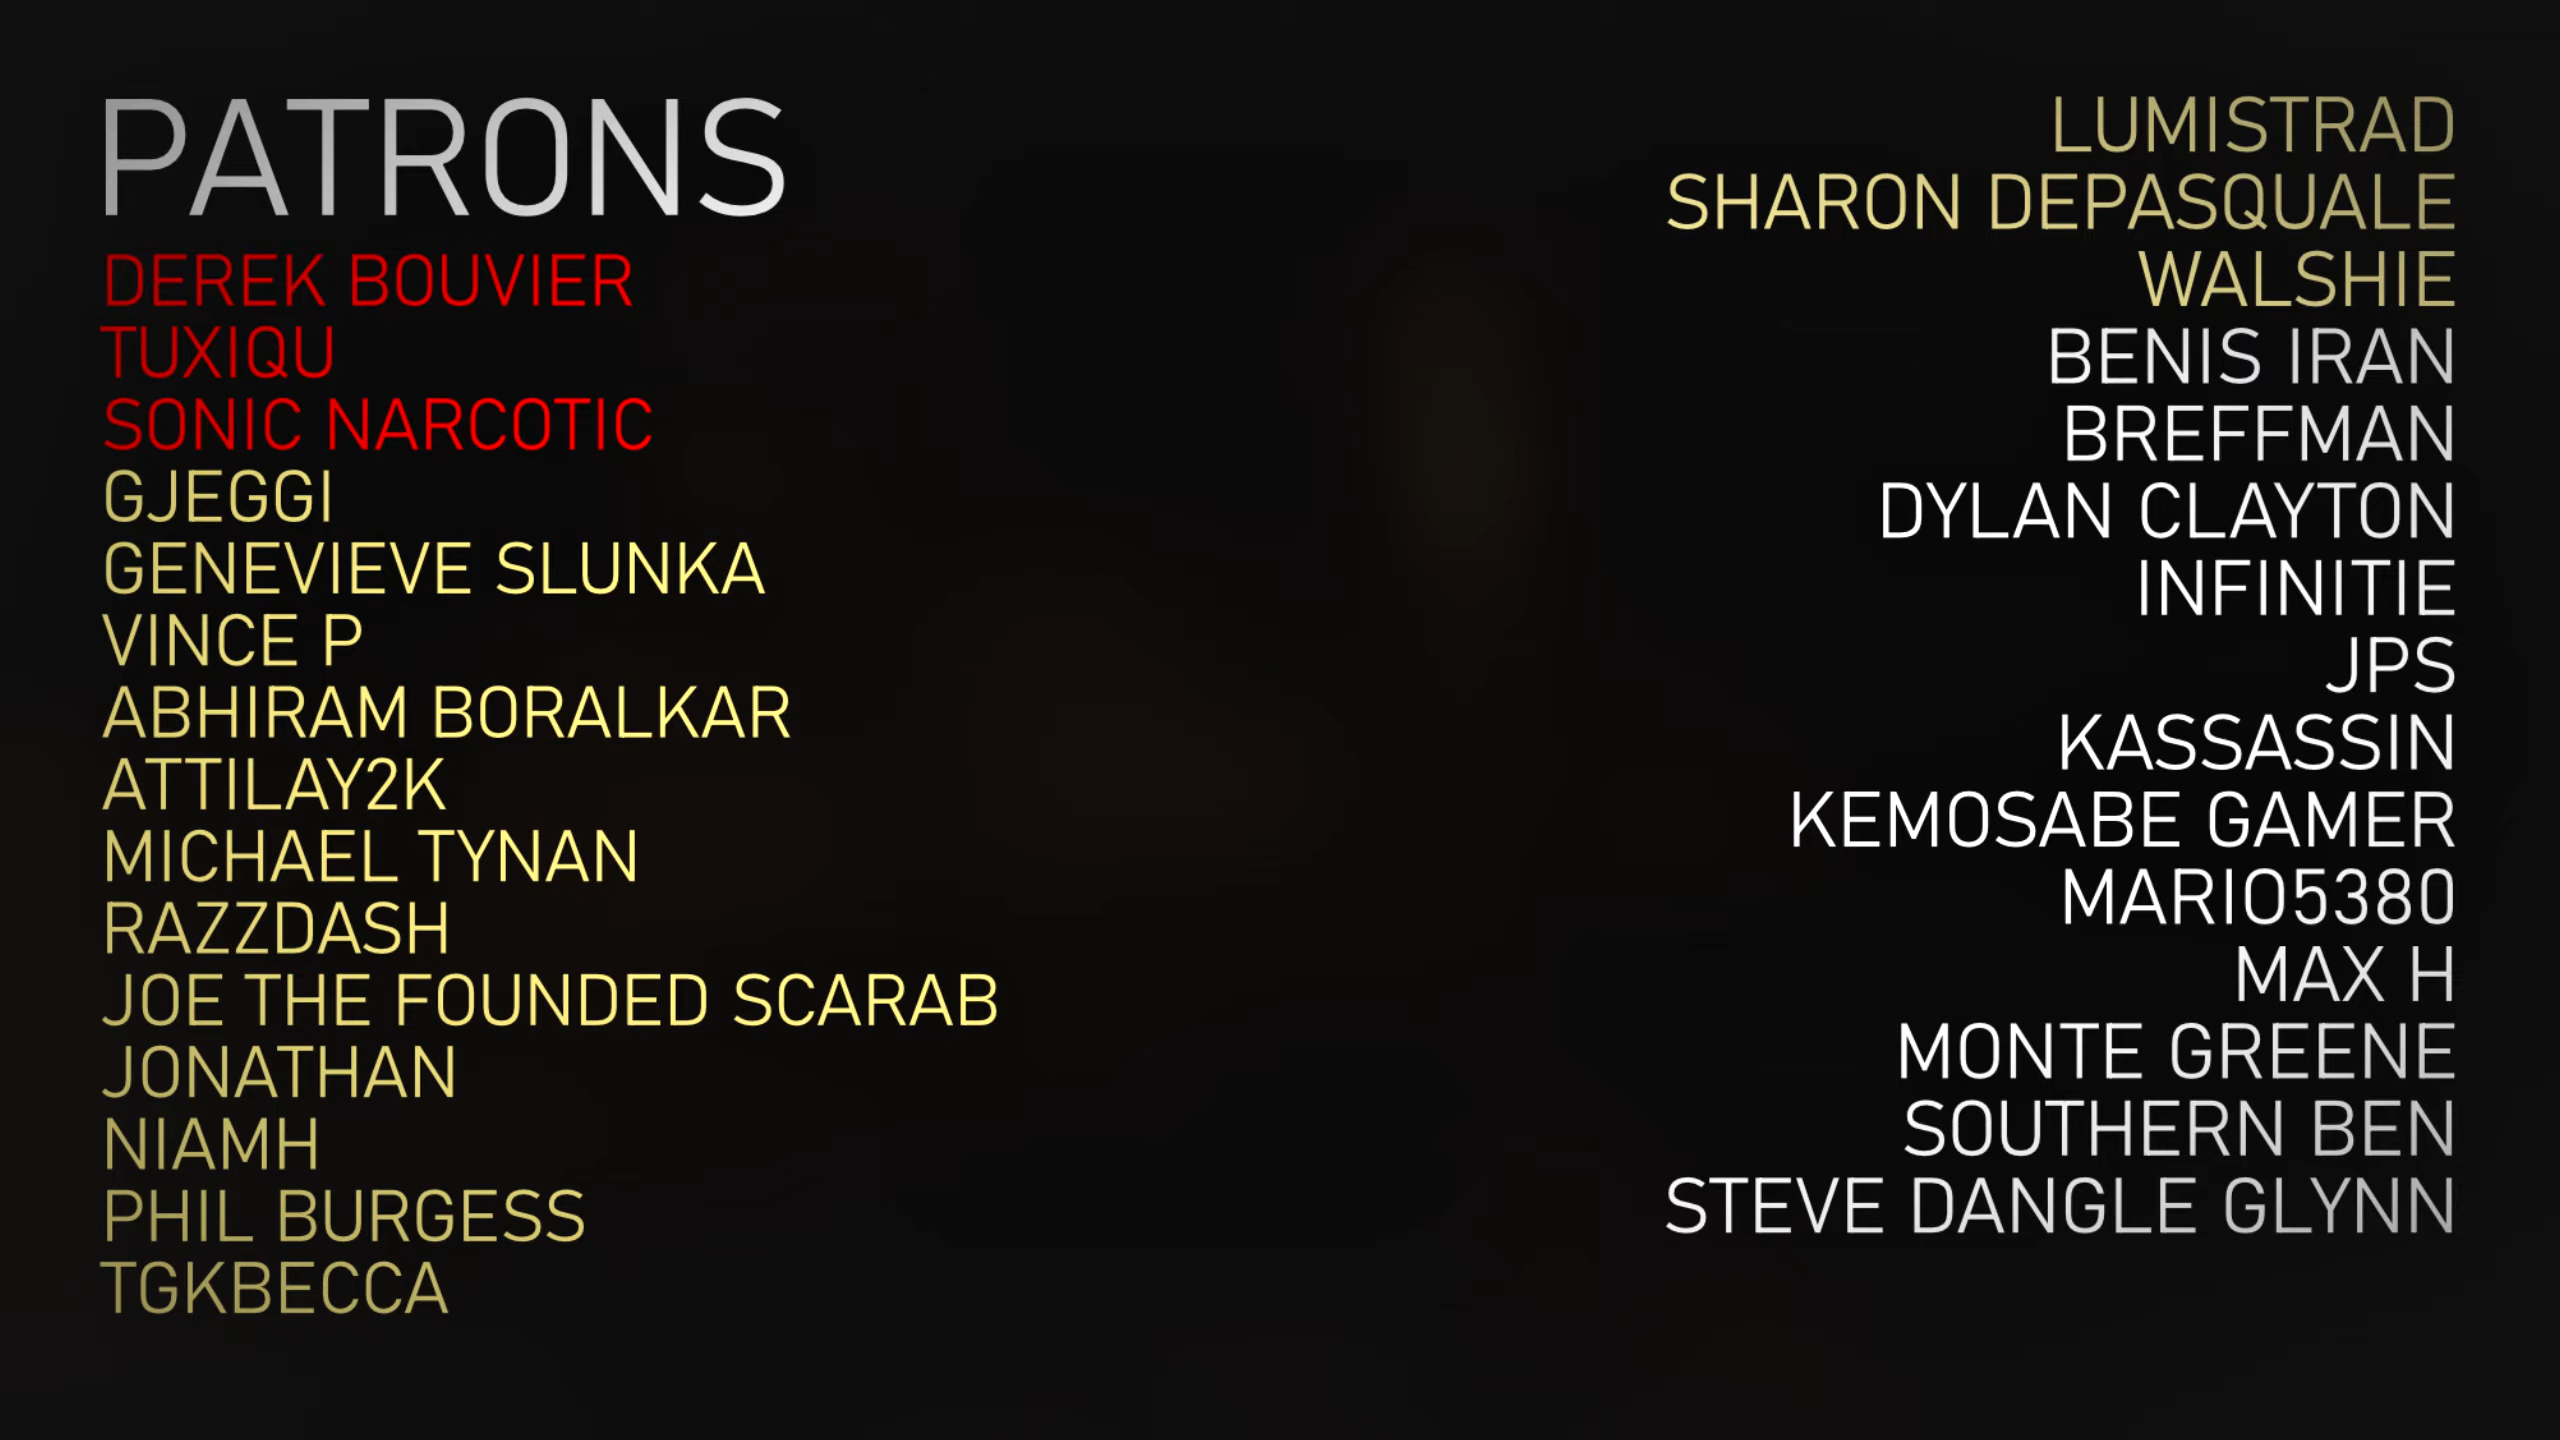 PATRONS
DEREK BOUVIER
TUXIQU
SONIC NARCOTIC
GJEGGI
GENEVIEVE SLUNKA
VINCE P
ABHIRAM BORALKAR
ATTILAY2K
MICHAEL TYNAN
RAZZDASH
JOE THE FOUNDED SCARAB
JONATHAN
NIAMH
PHIL BURGESS
TGKBECCA
LUMISTRAD
SHARON DEPASQUALE
WALSHIE
BENIS IRAN
BREFFMAN
DYLAN CLAYTON
INFINITIE
JPS
KASSASSIN
KEMOSABE GAMER
MARIO5380
MAX H
MONTE GREENE
SOUTHERN BEN
STEVE DANGLE GLYNN